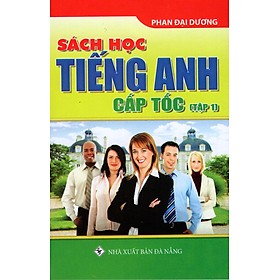 PHAN ĐẠI DƯƠNG
SÁCH HỌC
TIẾNG ANH
CẤP TỐC (TẬP 1)
NHÀ XUẤT BẢN ĐÀ NẴNG